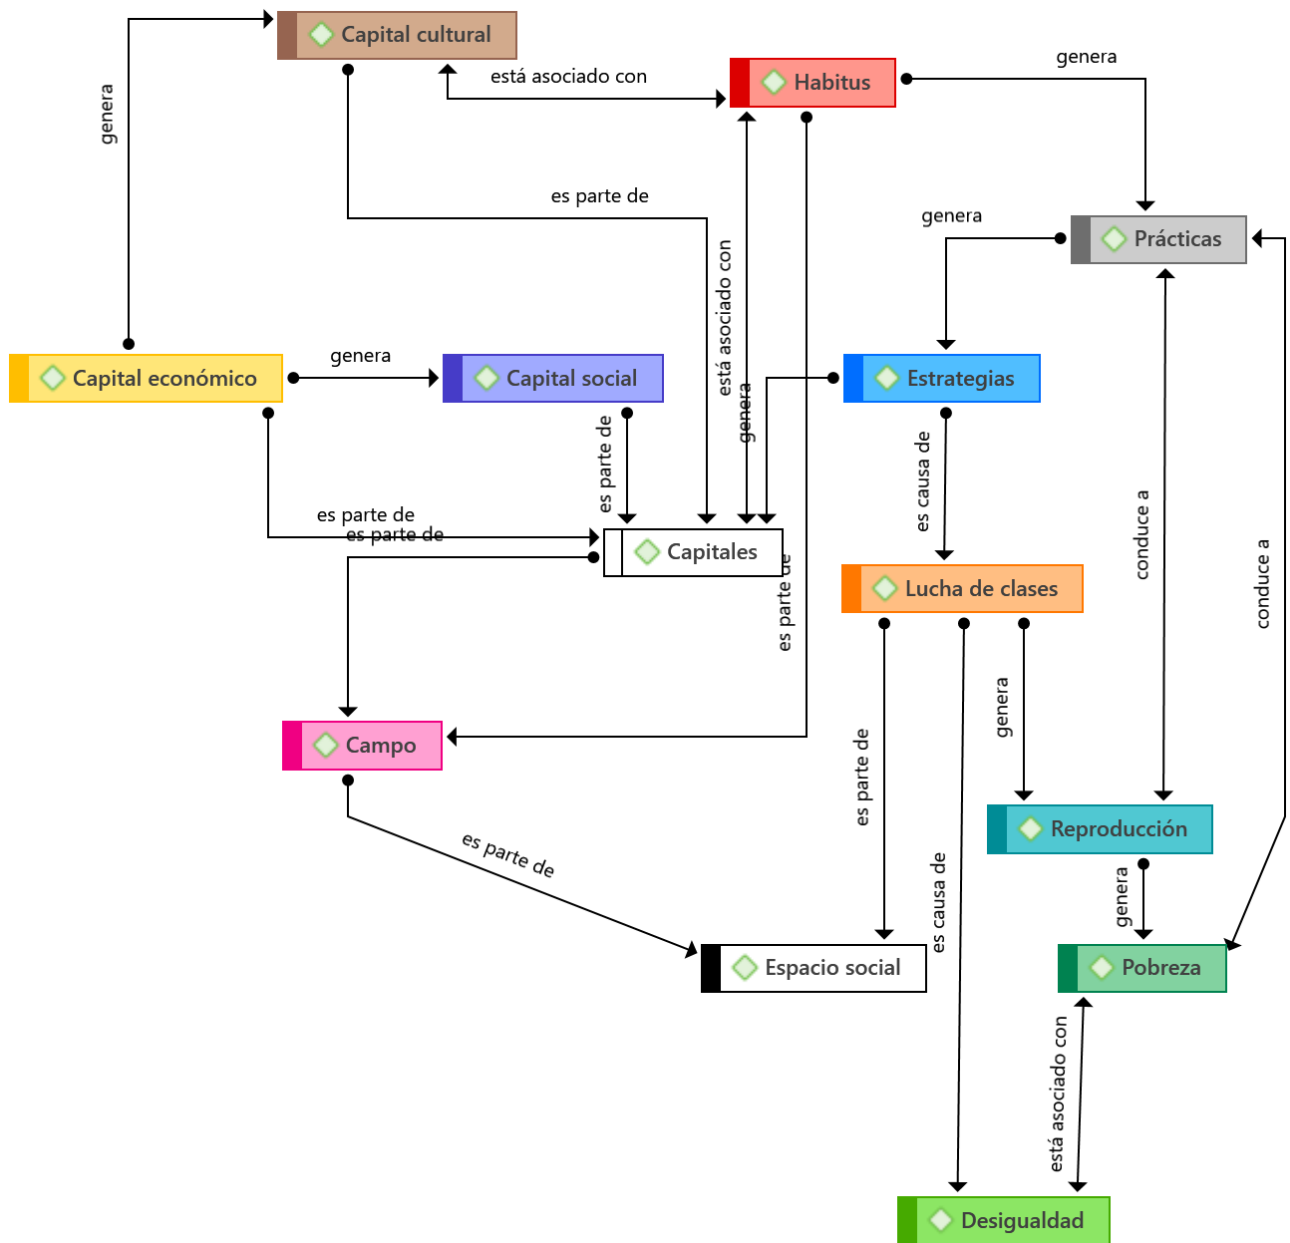 Capital cultural
genera
está asociado con
Habitus
genera
es parte de
genera
Prácticas
está asociado con
genera
Capital económico
genera
Capital social
Estrategias
es parte de
es causa de
es parte de
es parte de
Capitales
conduce a
conduce a
es parte de
Lucha de clases
genera
Campo
es parte de
Reproducción
es parte de
es causa de
genera
Espacio social
Pobreza
está asociado con
Desigualdad